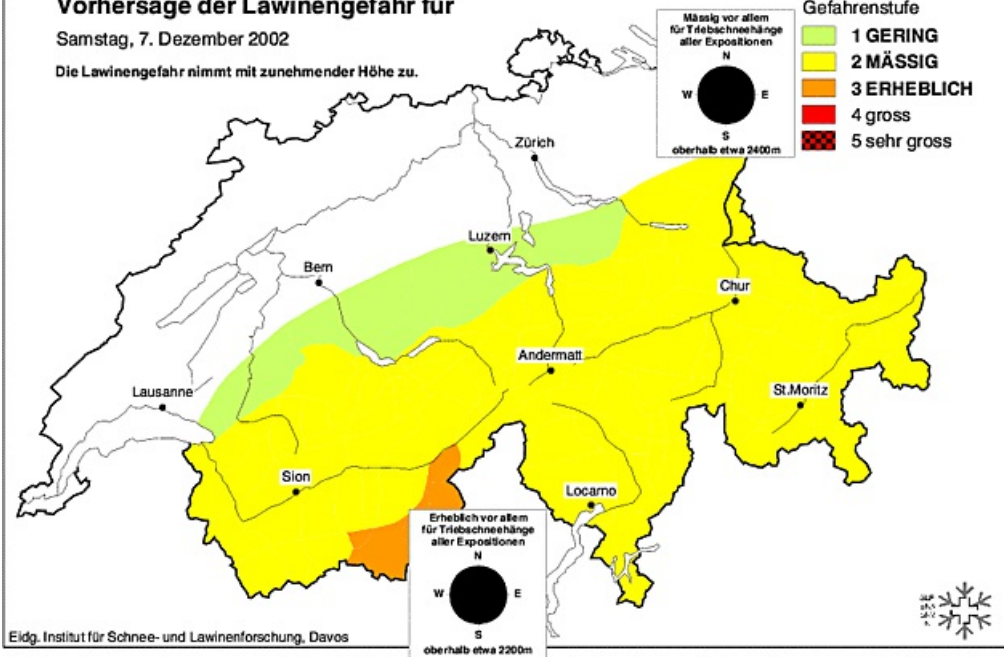 Vorhersage der Lawinengefahr für
Samstag, 7. Dezember 2002
Die Lawinengefahr nimmt mit zunehmender Höhe zu.
Mässig vor allem
für Triebschneehänge
aller Expositionen
N
W E
S
oberhalb etwa 2400m
Gefahrenstufe
1 GERING
2 MÄSSIG
3 ERHEBLICH
4 gross
5 sehr gross
Zürich
Luzern
Bern
Chur
Andermatt
Lausanne
St.Moritz
Sion
Locarno
Erheblich vor allem
für Triebschneehänge
aller Expositionen
N
W E
S
oberhalb etwa 2200m
Eidg. Institut für Schnee- und Lawinenforschung, Davos